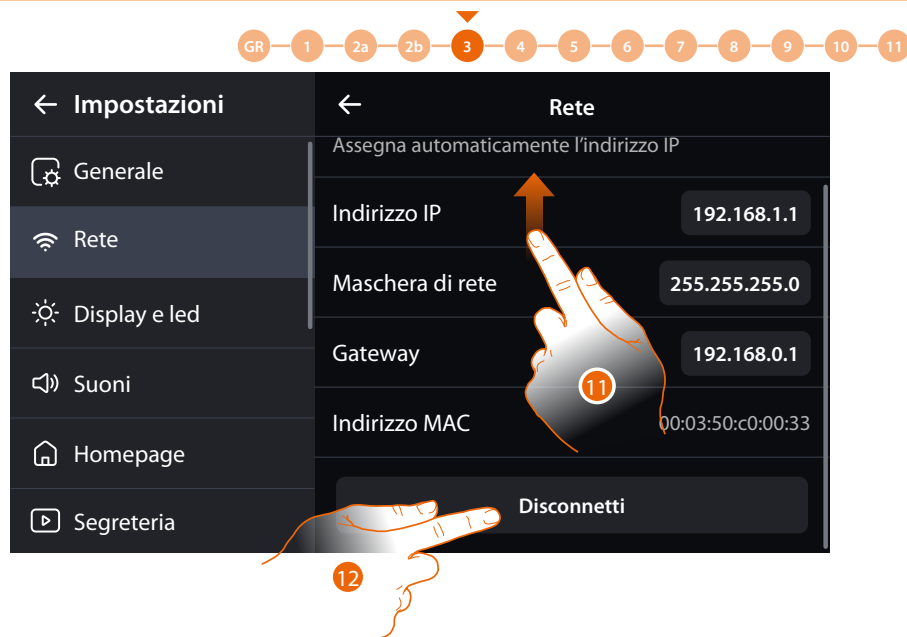 GR 1 2a 2b 3 4 5 6 7 8 9 10 11
Impostazioni
Generale
Rete
Display e led
Suoni
Homepage
Segreteria
Rete
Assegna automaticamente l'indirizzo IP
Indirizzo IP 192.168.1.1
Maschera di rete 255.255.255.0
Gateway 192.168.0.1
11
Indirizzo MAC 00:03:50:c0:00:33
Disconnetti
12